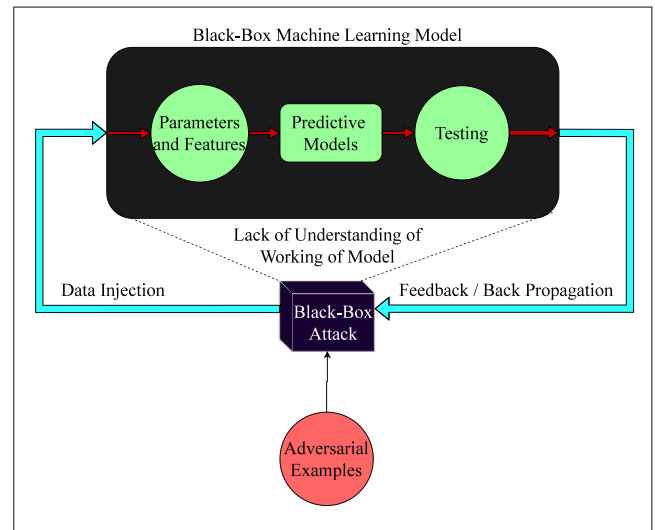 Black-Box Machine Learning Model
Parameters
and Features
Predictive
Models
Testing
Lack of Understanding of
Working of Model
Data Injection
Feedback / Back Propagation
Black-Box
Attack
Adversarial
Examples